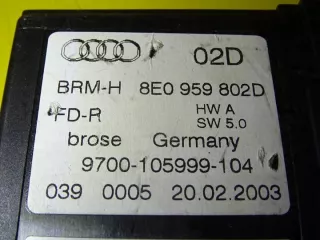 02D
BRM-H 8E0 959 802D
FD-R HW A
SW 5.0
brose Germany
9700-105999-104
039 0005 20.02.2003